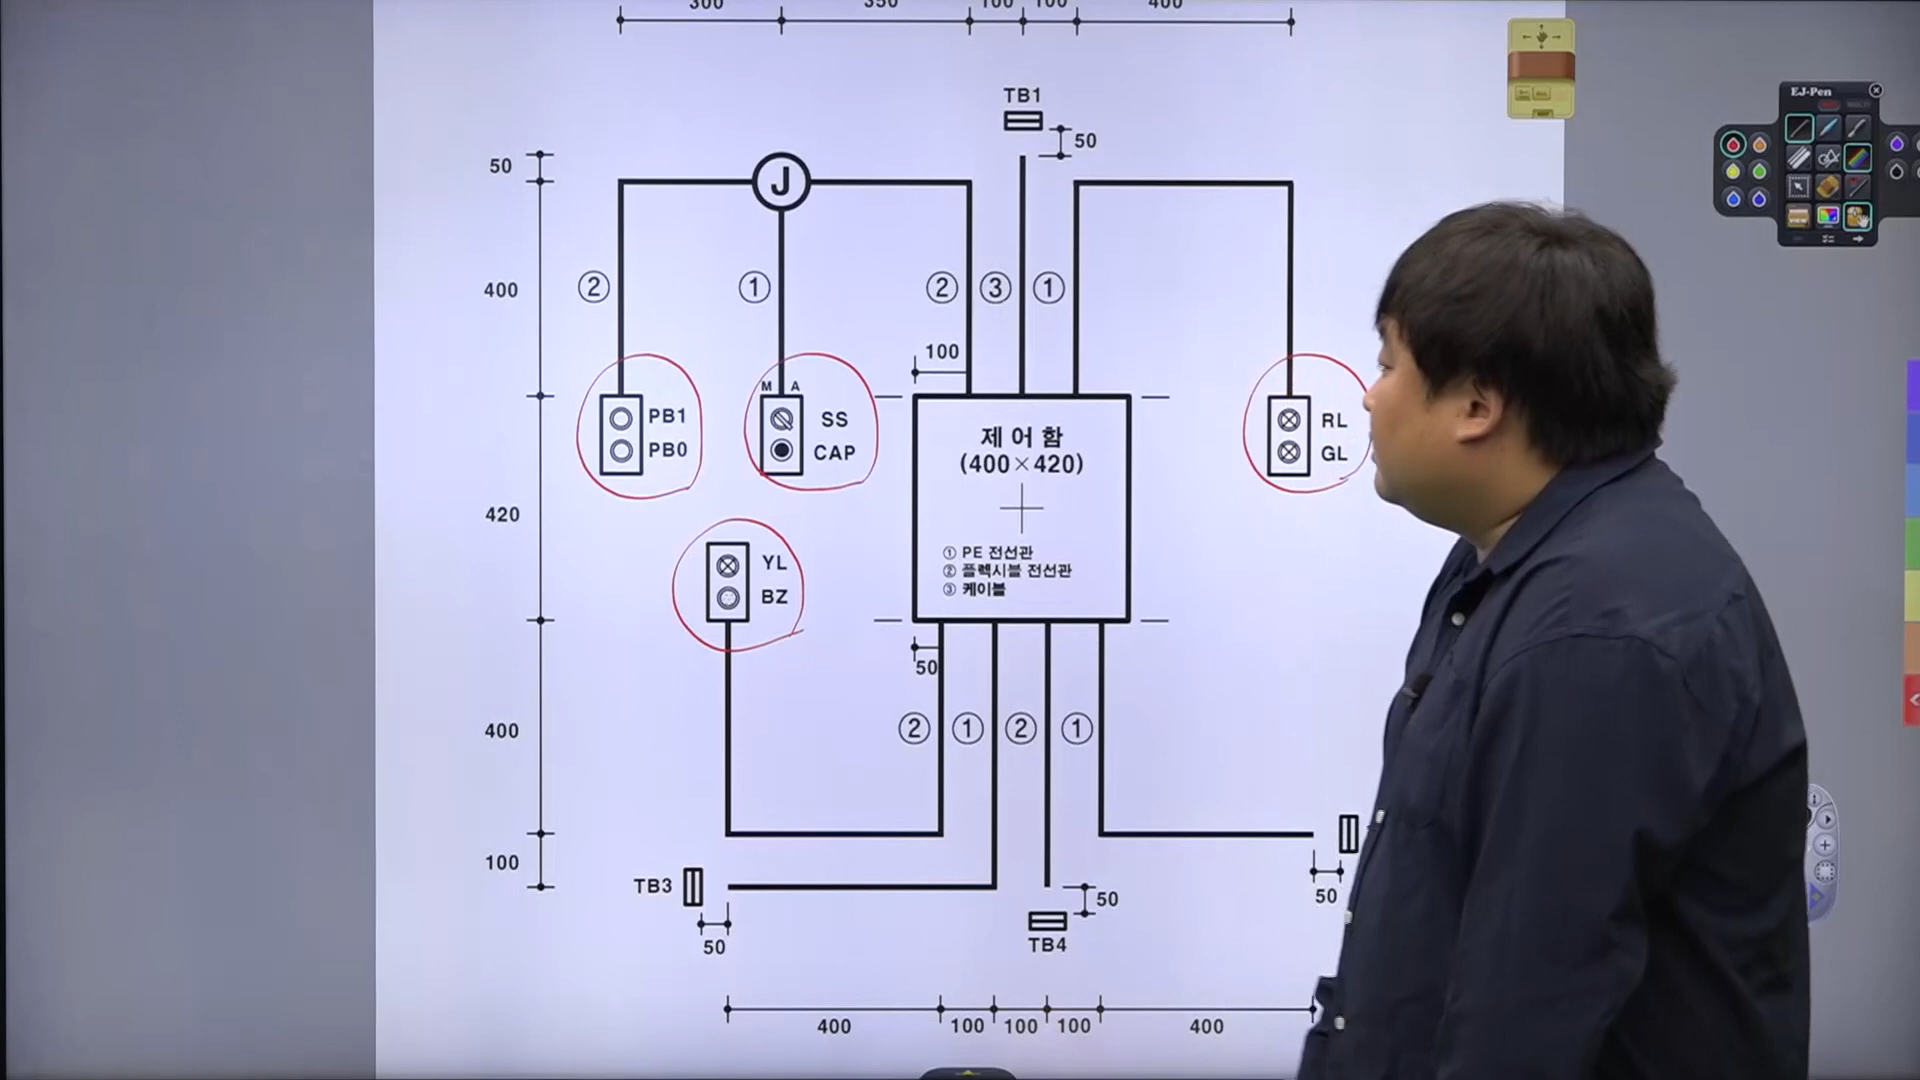 300 350 100 100 400
TB1
50
50
J
400
② ① ② ③ ①
100
M A
PB1
PB0
SS
CAP
제어함
(400×420)
RL
GL
420
① PE 전선관
② 플렉시블 전선관
③ 케이블
YL
BZ
50
400
② ① ② ①
100
TB3
50
50
TB4
50
400 100 100 100 400
EJ-Pen